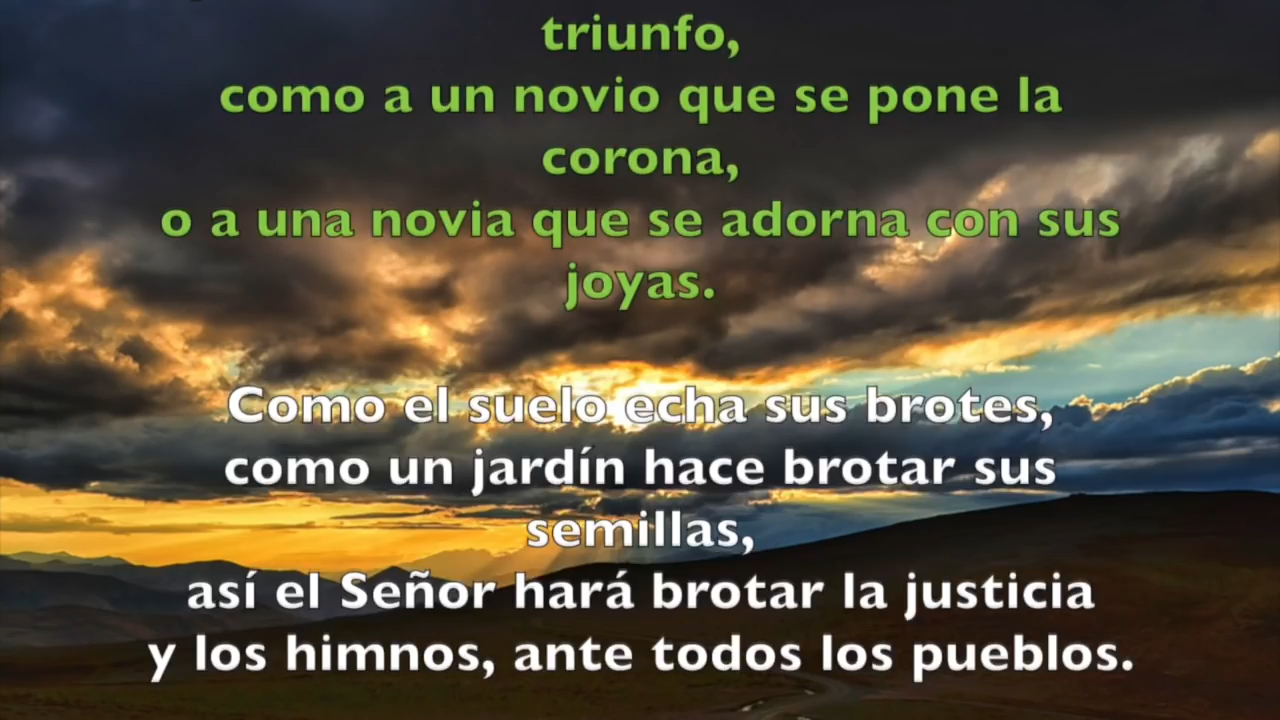 triunfo,
como a un novio que se pone la
corona,
o a una novia que se adorna con sus
joyas.
Como el suelo echa sus brotes,
como un jardín hace brotar sus
semillas,
así el Señor hará brotar la justicia
y los himnos, ante todos los pueblos.